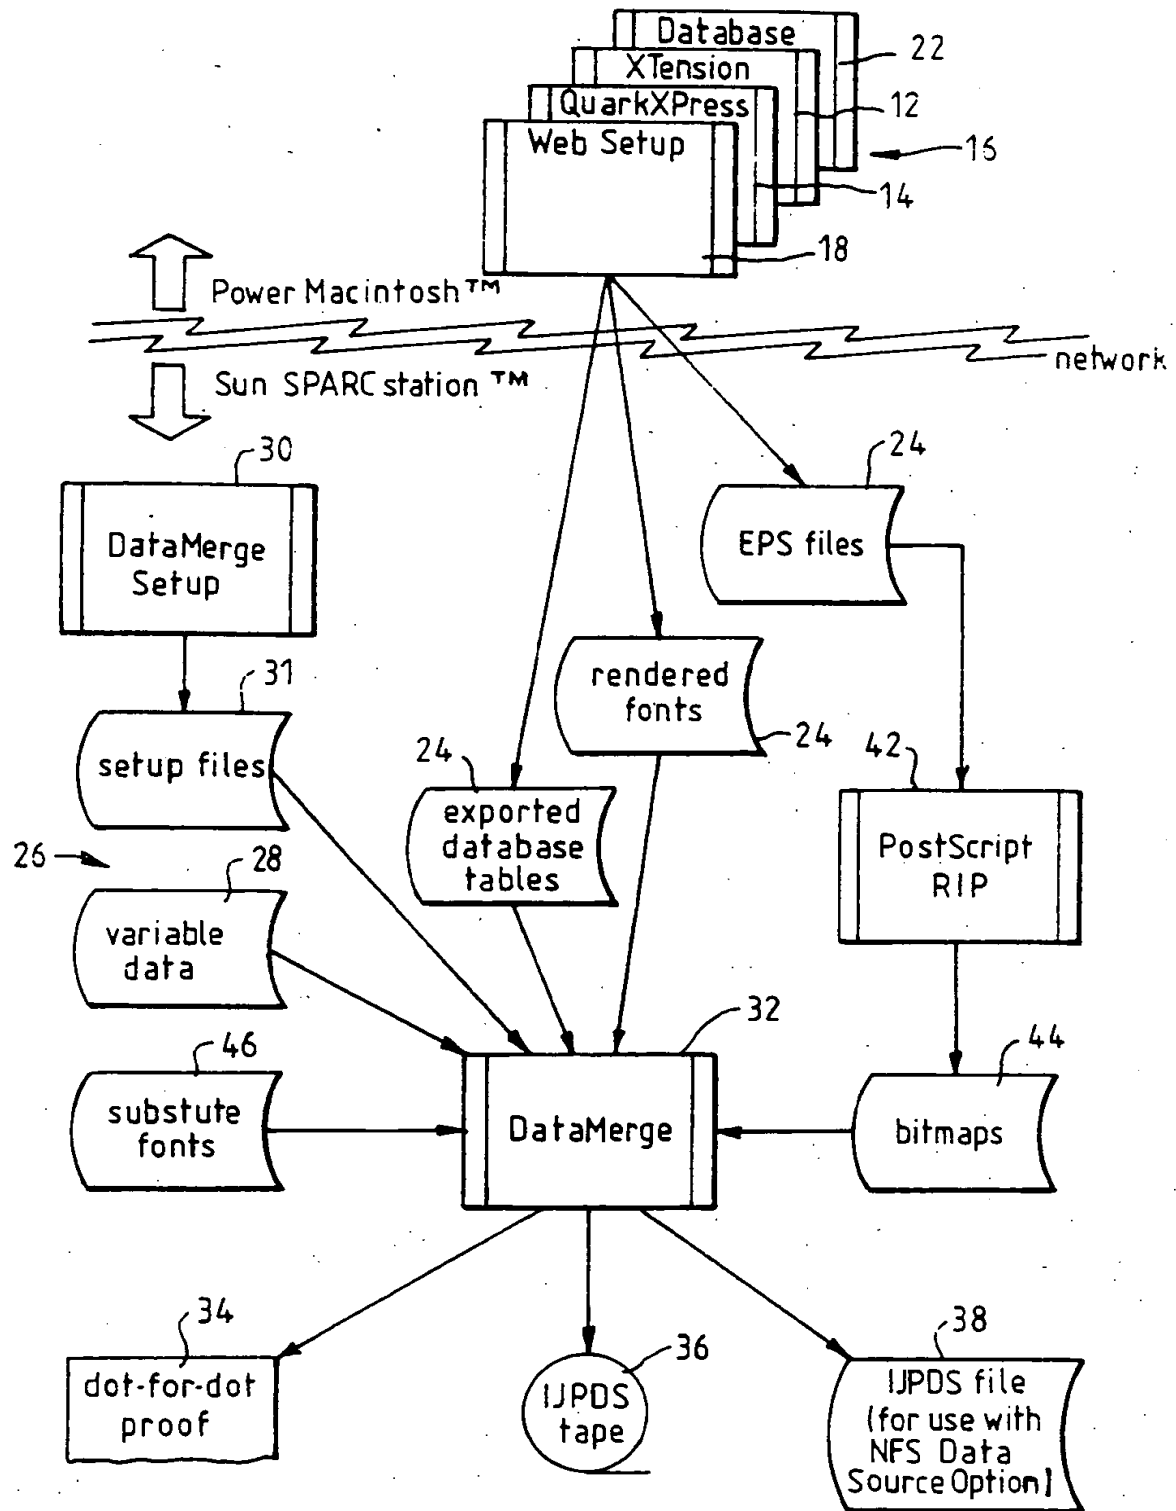 Database
22
XTension
12
QuarkXPress
16
Web Setup
14
18
Power Macintosh™
network
Sun SPARCstation™
30
24
DataMerge
Setup
EPS files
31
rendered
fonts
24
setup files
24
42
exported
database
tables
PostScript
RIP
26
28
variable
data
32
44
46
substute
fonts
DataMerge
bitmaps
34
36
38
dot-for-dot
proof
IJPDS
tape
IJPDS file
(for use with
NFS Data
Source Option)